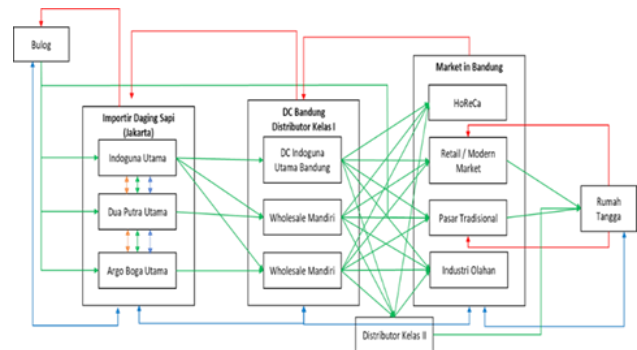 Bulog
Importir Daging Sapi
(Jakarta)
Indoguna Utama
Dua Putra Utama
Argo Boga Utama
DC Bandung
Distributor Kelas I
DC Indoguna
Utama Bandung
Wholesale Mandiri
Wholesale Mandiri
Market in Bandung
HoReCa
Retail / Modern
Market
Pasar Tradisional
Industri Olahan
Distributor Kelas II
Rumah
Tangga